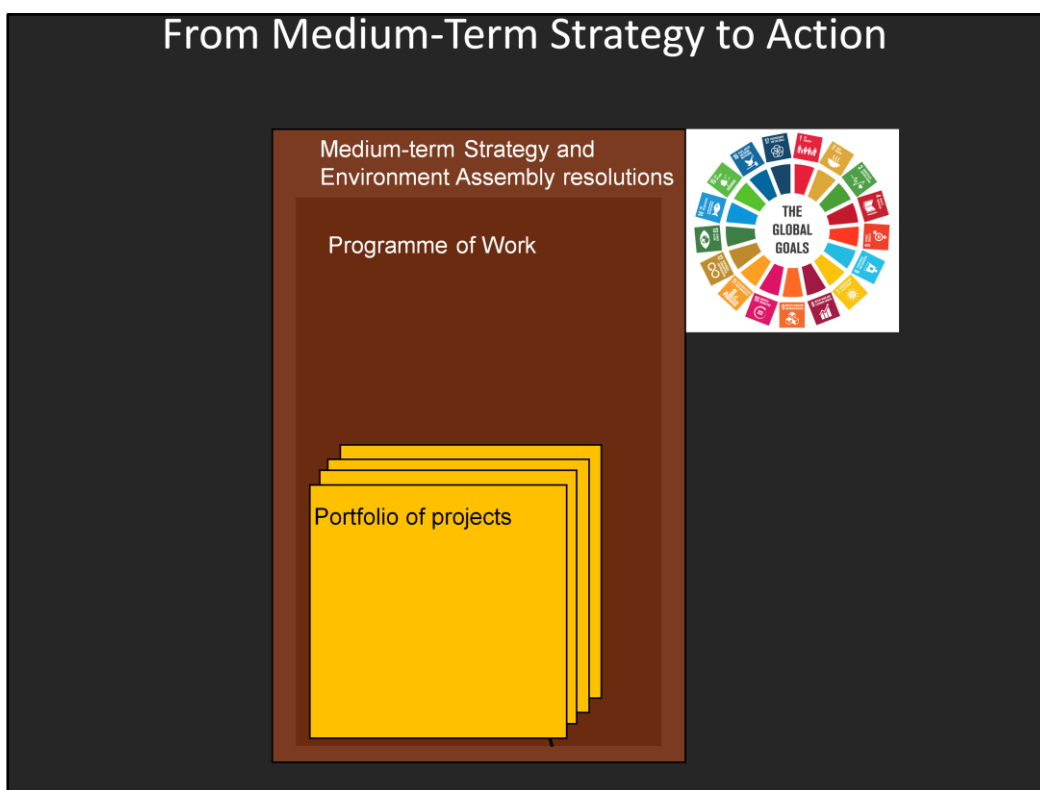 From Medium-Term Strategy to Action
Medium-term Strategy and
Environment Assembly resolutions
THE
GLOBAL
GOALS
Programme of Work
Portfolio of projects